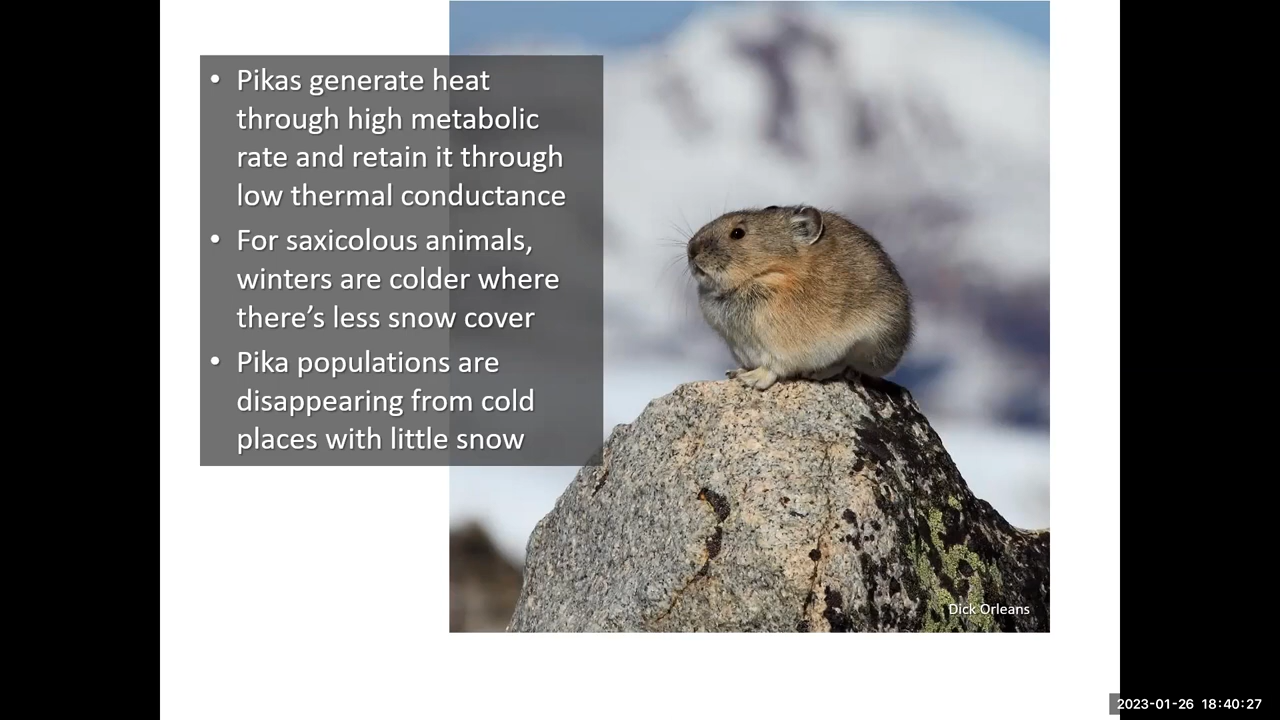 • Pikas generate heat
through high metabolic
rate and retain it through
low thermal conductance
• For saxicolous animals,
winters are colder where
there’s less snow cover
• Pika populations are
disappearing from cold
places with little snow
Dick Orleans
2023-01-26 18:40:27